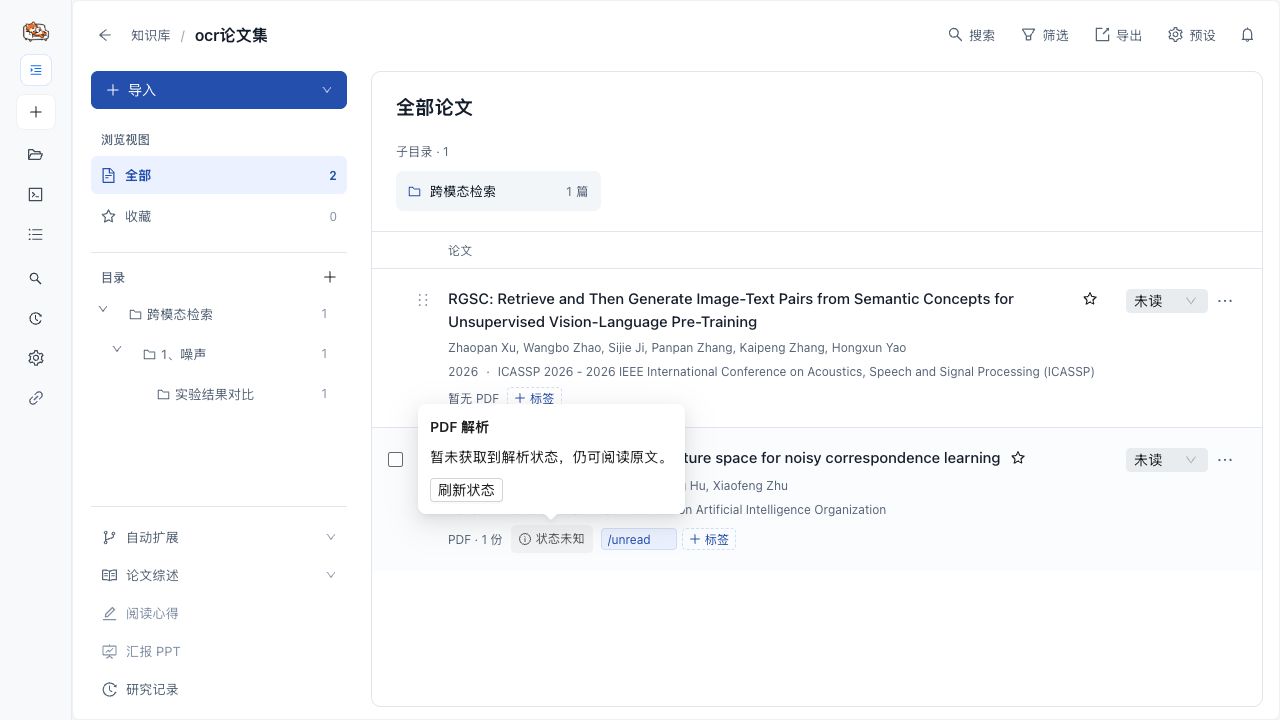 知识库 / ocr论文集
搜索
筛选
导出
预设
导入
浏览视图
全部 2
收藏 0
目录
跨模态检索 1
1、噪声 1
实验结果对比 1
自动扩展
论文综述
阅读心得
汇报 PPT
研究记录
全部论文
子目录 · 1
跨模态检索 1 篇
论文
RGSC: Retrieve and Then Generate Image-Text Pairs from Semantic Concepts for
Unsupervised Vision-Language Pre-Training
未读
Zhaopan Xu, Wangbo Zhao, Sijie Ji, Panpan Zhang, Kaipeng Zhang, Hongxun Yao
2026 · ICASSP 2026 - 2026 IEEE International Conference on Acoustics, Speech and Signal Processing (ICASSP)
暂无 PDF + 标签
PDF 解析
暂未获取到解析状态，仍可阅读原文。
刷新状态
ture space for noisy correspondence learning
未读
Hu, Xiaofeng Zhu
on Artificial Intelligence Organization
PDF · 1 份 状态未知 /unread + 标签